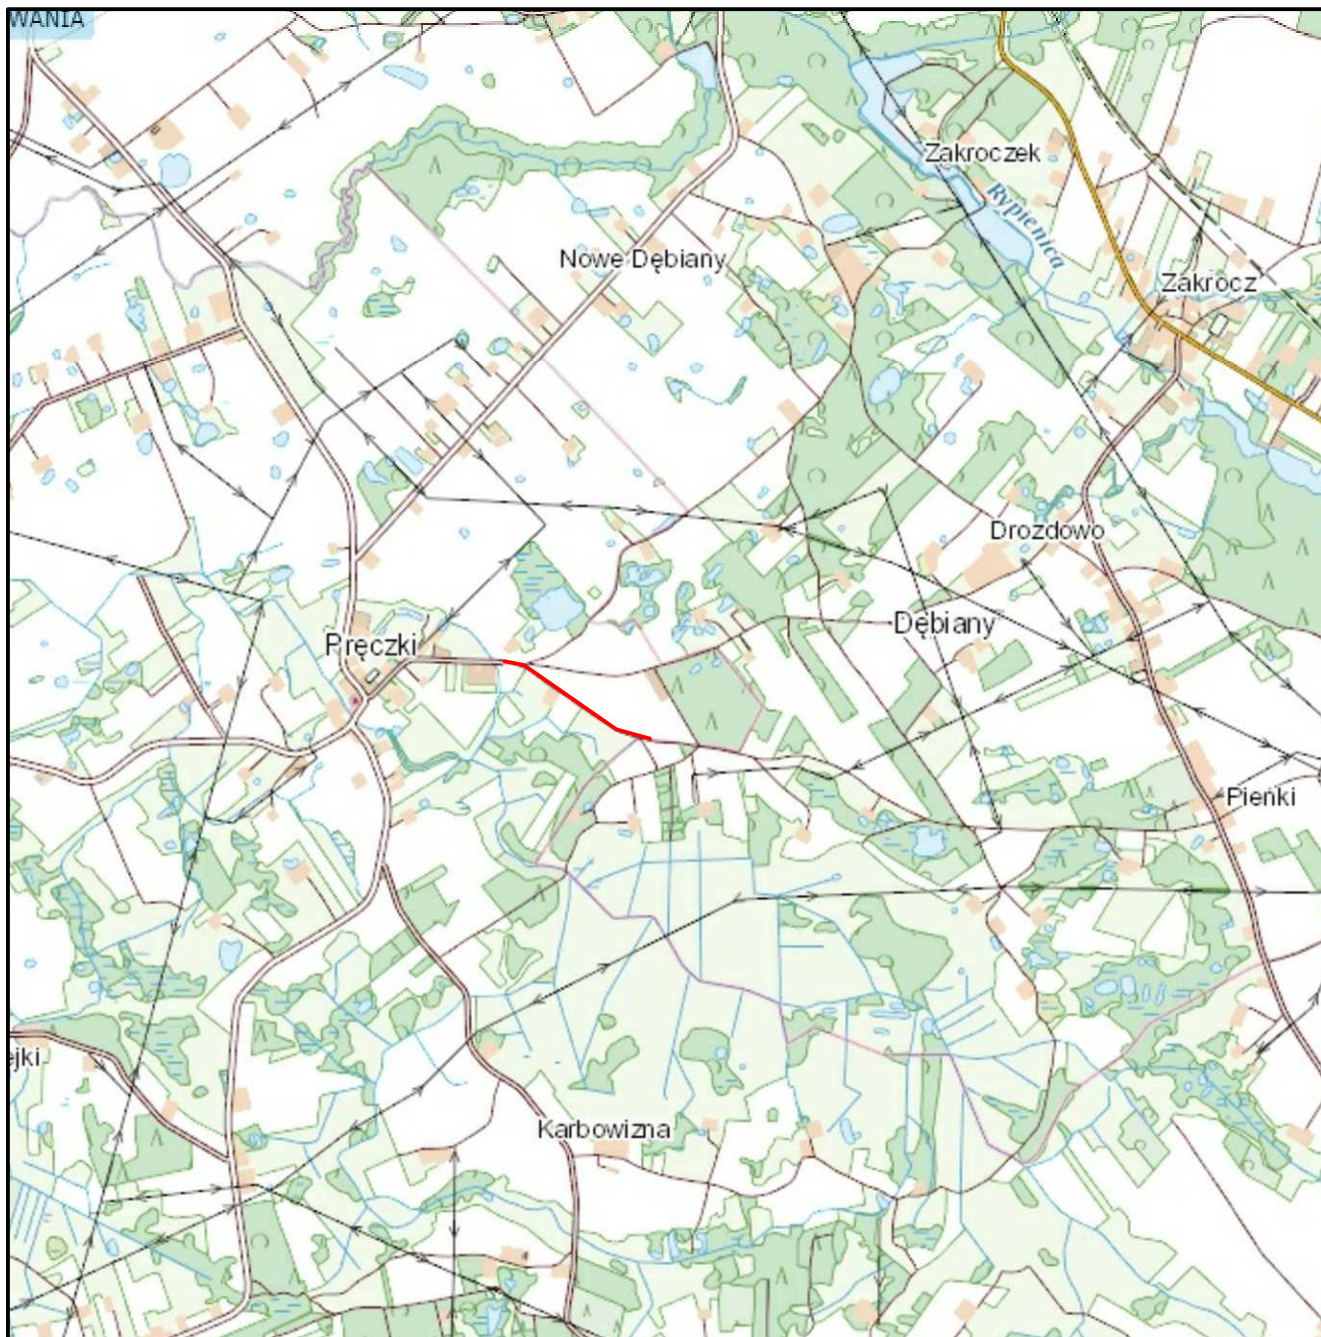 WANIA
Zakroczek
Rypienica
Nowe Dębiany
Zakrocz
Drozdowo
Dębiany
Pręczki
Pieńki
ejki
Karbowizna